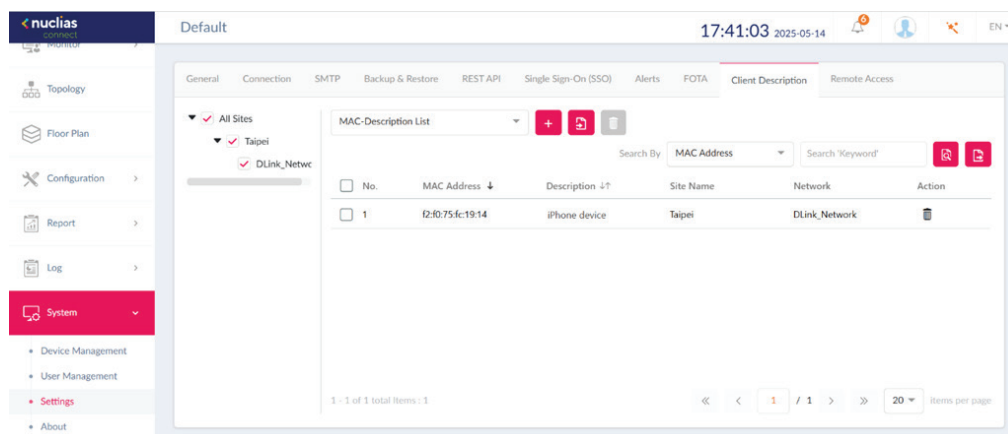 nuclias
connect
Default
17:41:03 2025-05-14
6
EN
Monitor
Topology
Floor Plan
Configuration
Report
Log
System
Device Management
User Management
Settings
About
General Connection SMTP Backup & Restore REST API Single Sign-On (SSO) Alerts FOTA Client Description Remote Access
All Sites
Taipei
DLink_Netwc
MAC-Description List
Search By MAC Address Search 'Keyword'
No. MAC Address Description Site Name Network Action
1 f2:f0:75:fc:19:14 iPhone device Taipei DLink_Network
1 - 1 of 1 total items : 1
1 / 1 20 items per page